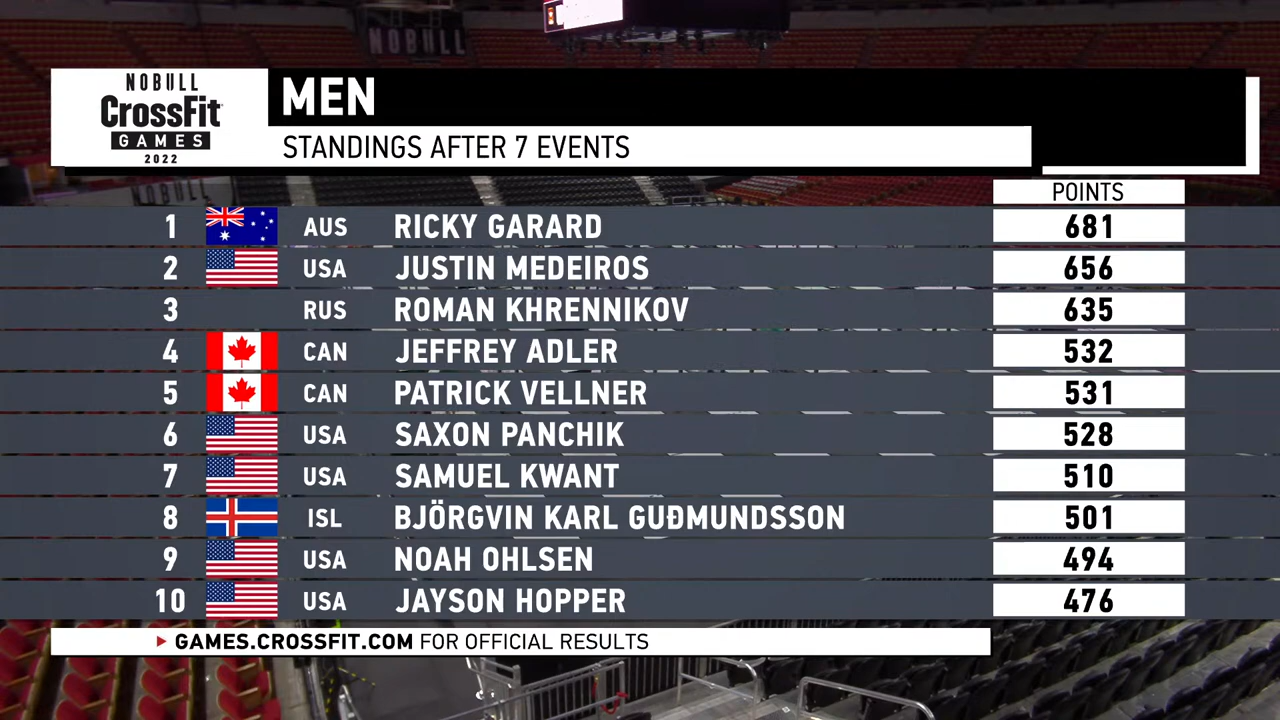 NOBULL
NOBULL
CrossFit
GAMES
2022
MEN
STANDINGS AFTER 7 EVENTS
NOBULL
POINTS
1 AUS RICKY GARARD 681
2 USA JUSTIN MEDEIROS 656
3 RUS ROMAN KHRENNIKOV 635
4 CAN JEFFREY ADLER 532
5 CAN PATRICK VELLNER 531
6 USA SAXON PANCHIK 528
7 USA SAMUEL KWANT 510
8 ISL BJÖRGVIN KARL GUÐMUNDSSON 501
9 USA NOAH OHLSEN 494
10 USA JAYSON HOPPER 476
GAMES.CROSSFIT.COM FOR OFFICIAL RESULTS